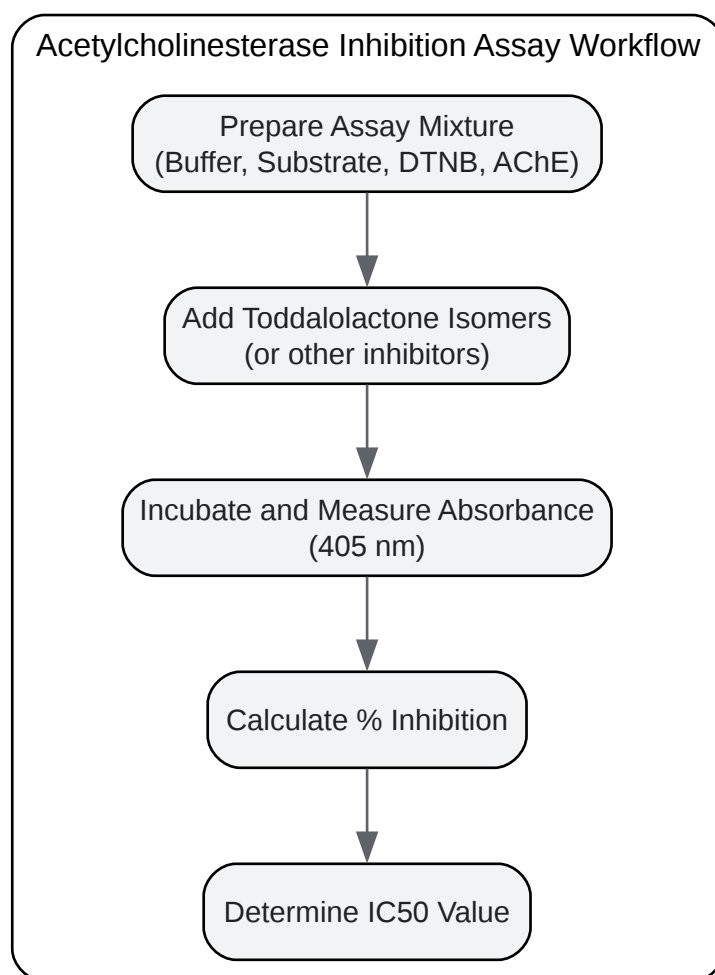 Acetylcholinesterase Inhibition Assay Workflow
Prepare Assay Mixture
(Buffer, Substrate, DTNB, AChE)
Add Toddalolactone Isomers
(or other inhibitors)
Incubate and Measure Absorbance
(405 nm)
Calculate % Inhibition
Determine IC50 Value